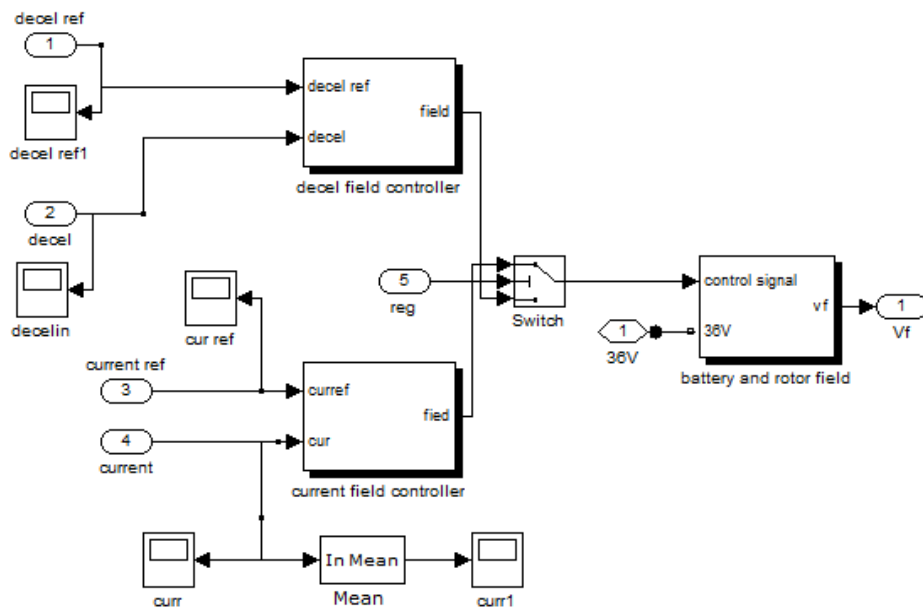 decel ref
1
decel ref
field
decel
decel ref1
decel field controller
2
decel
decelin
5
reg
Switch
control signal
vf
36V
1
36V
1
Vf
battery and rotor field
cur ref
current ref
3
curref
fied
cur
4
current
current field controller
In Mean
curr
Mean
curr1